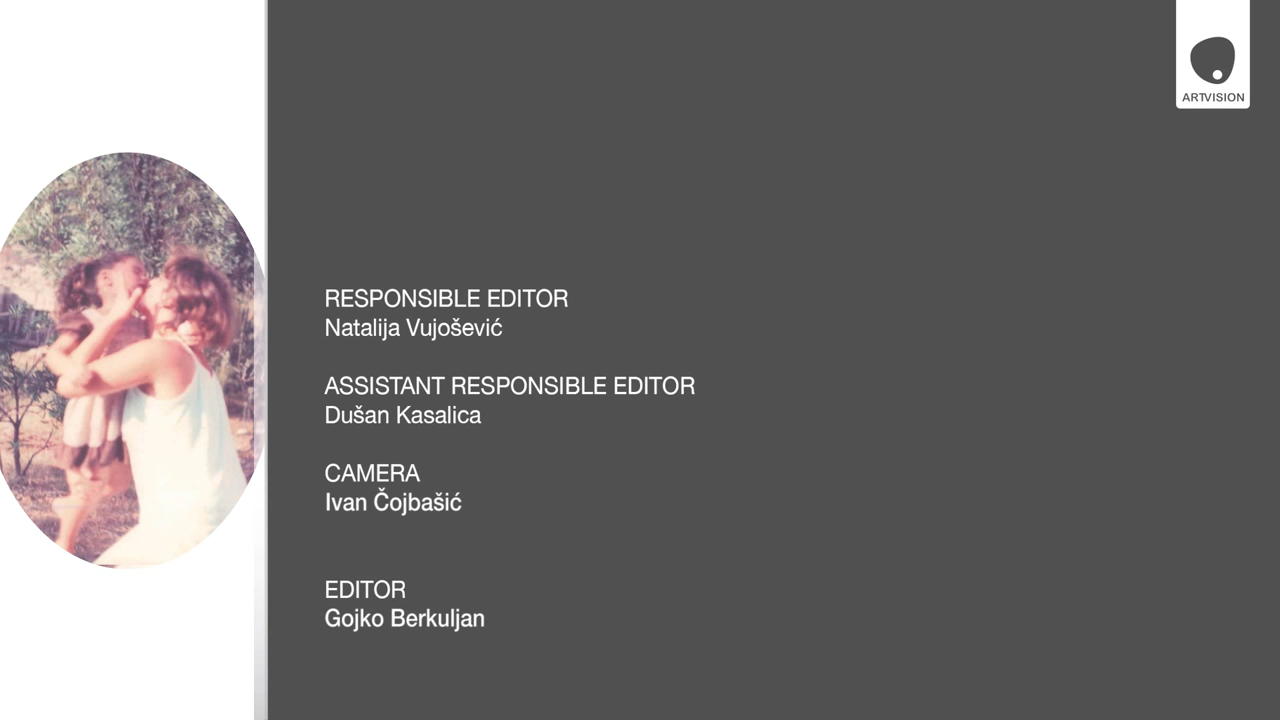 ARTVISION
RESPONSIBLE EDITOR
Natalija Vujošević
ASSISTANT RESPONSIBLE EDITOR
Dušan Kasalica
CAMERA
Ivan Čojbašić
EDITOR
Gojko Berkuljan